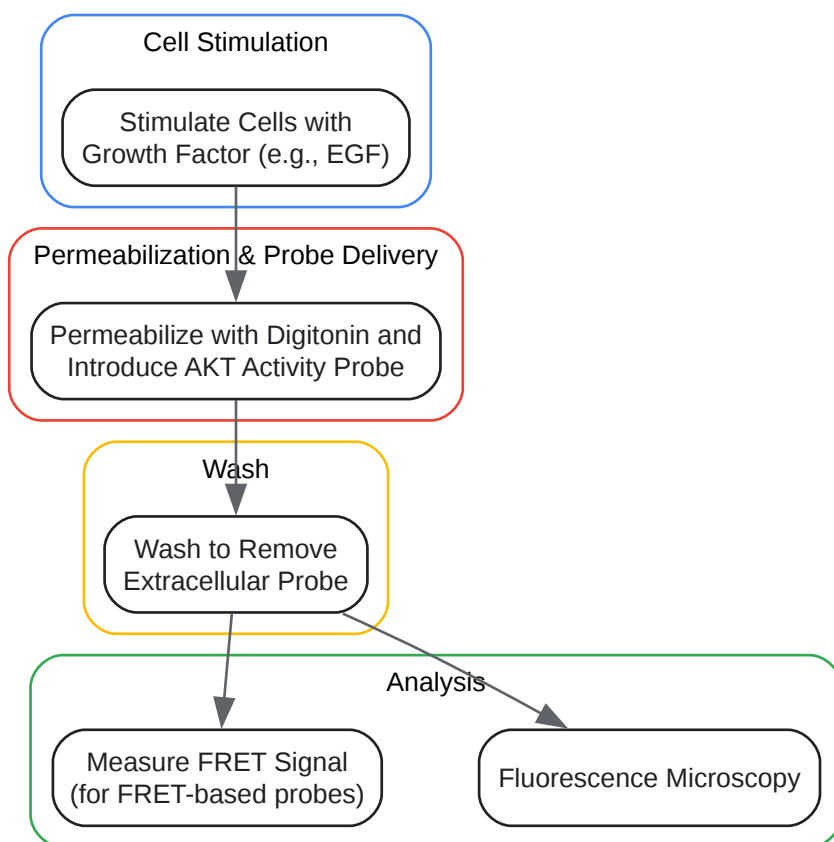 Cell Stimulation
Stimulate Cells with
Growth Factor (e.g., EGF)
Permeabilization & Probe Delivery
Permeabilize with Digitonin and
Introduce AKT Activity Probe
Wash
Wash to Remove
Extracellular Probe
Analysis
Measure FRET Signal
(for FRET-based probes)
Fluorescence Microscopy